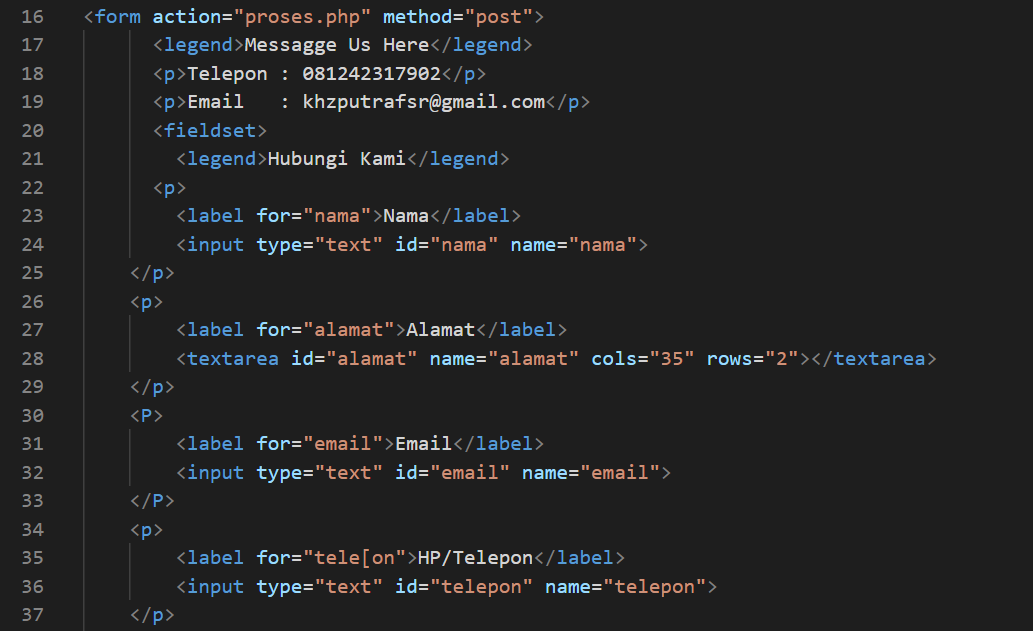 16 <form action="proses.php" method="post">
17 <legend>Messagge Us Here</legend>
18 <p>Telepon : 081242317902</p>
19 <p>Email   : khzputrafsr@gmail.com</p>
20 <fieldset>
21 <legend>Hubungi Kami</legend>
22 <p>
23 <label for="nama">Nama</label>
24 <input type="text" id="nama" name="nama">
25 </p>
26 <p>
27 <label for="alamat">Alamat</label>
28 <textarea id="alamat" name="alamat" cols="35" rows="2"></textarea>
29 </p>
30 <P>
31 <label for="email">Email</label>
32 <input type="text" id="email" name="email">
33 </P>
34 <p>
35 <label for="tele[on">HP/Telepon</label>
36 <input type="text" id="telepon" name="telepon">
37 </p>